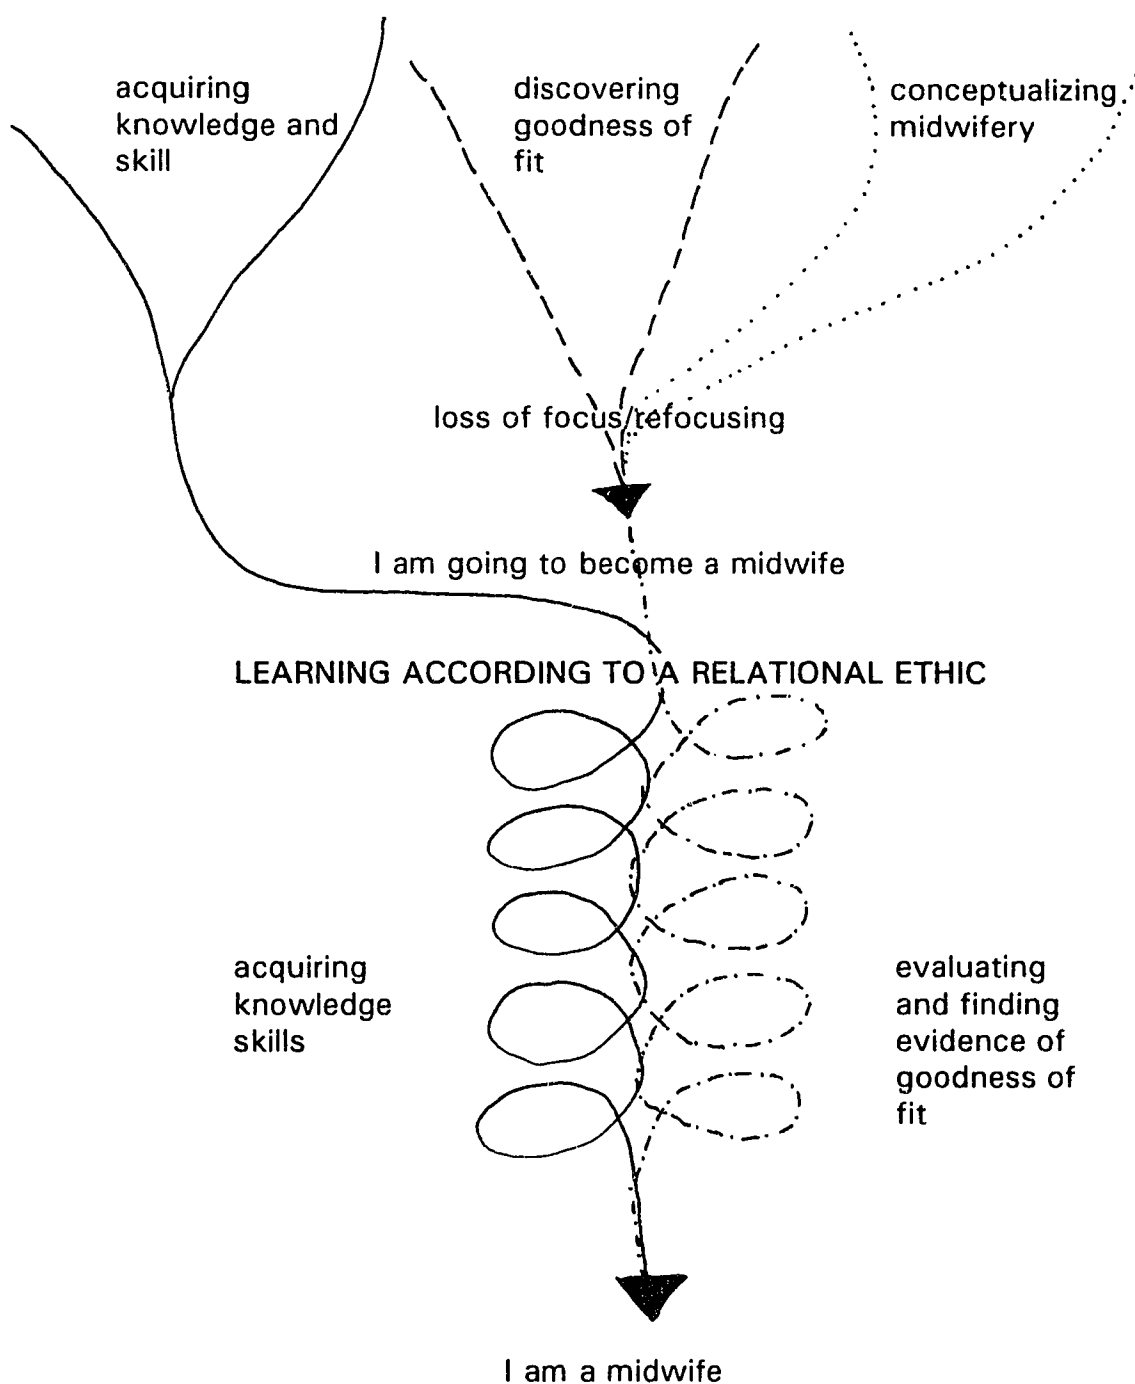 acquiring
knowledge and
skill
discovering
goodness of
fit
conceptualizing
midwifery
loss of focus/refocusing
I am going to become a midwife
LEARNING ACCORDING TO A RELATIONAL ETHIC
acquiring
knowledge
skills
evaluating
and finding
evidence of
goodness of
fit
I am a midwife